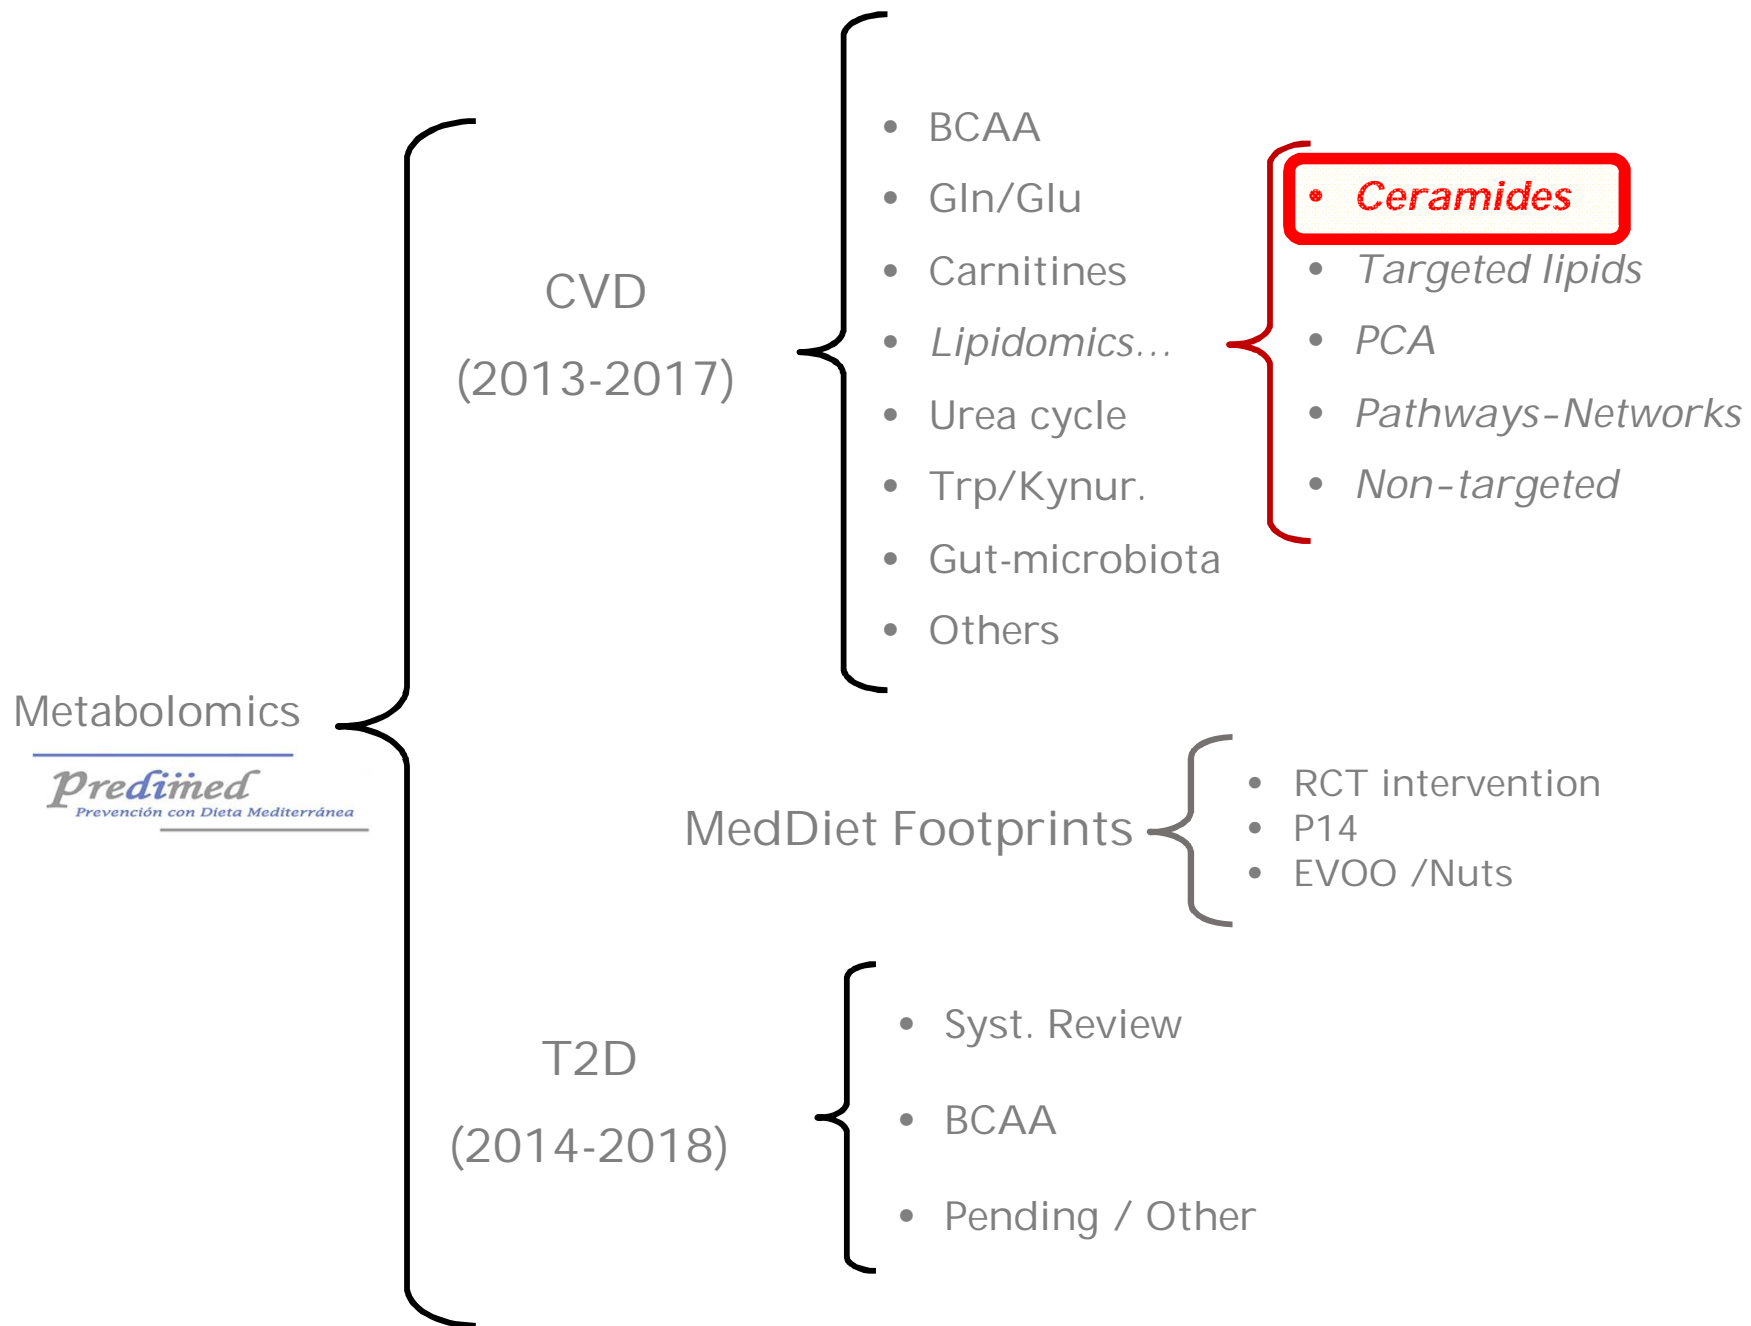 Metabolomics
Predimed
Prevención con Dieta Mediterránea
CVD
(2013-2017)
• BCAA
• Gln/Glu
• Carnitines
• Lipidomics...
• Urea cycle
• Trp/Kynur.
• Gut-microbiota
• Others
• Ceramides
• Targeted lipids
• PCA
• Pathways-Networks
• Non-targeted
MedDiet Footprints
• RCT intervention
• P14
• EVOO /Nuts
T2D
(2014-2018)
• Syst. Review
• BCAA
• Pending / Other